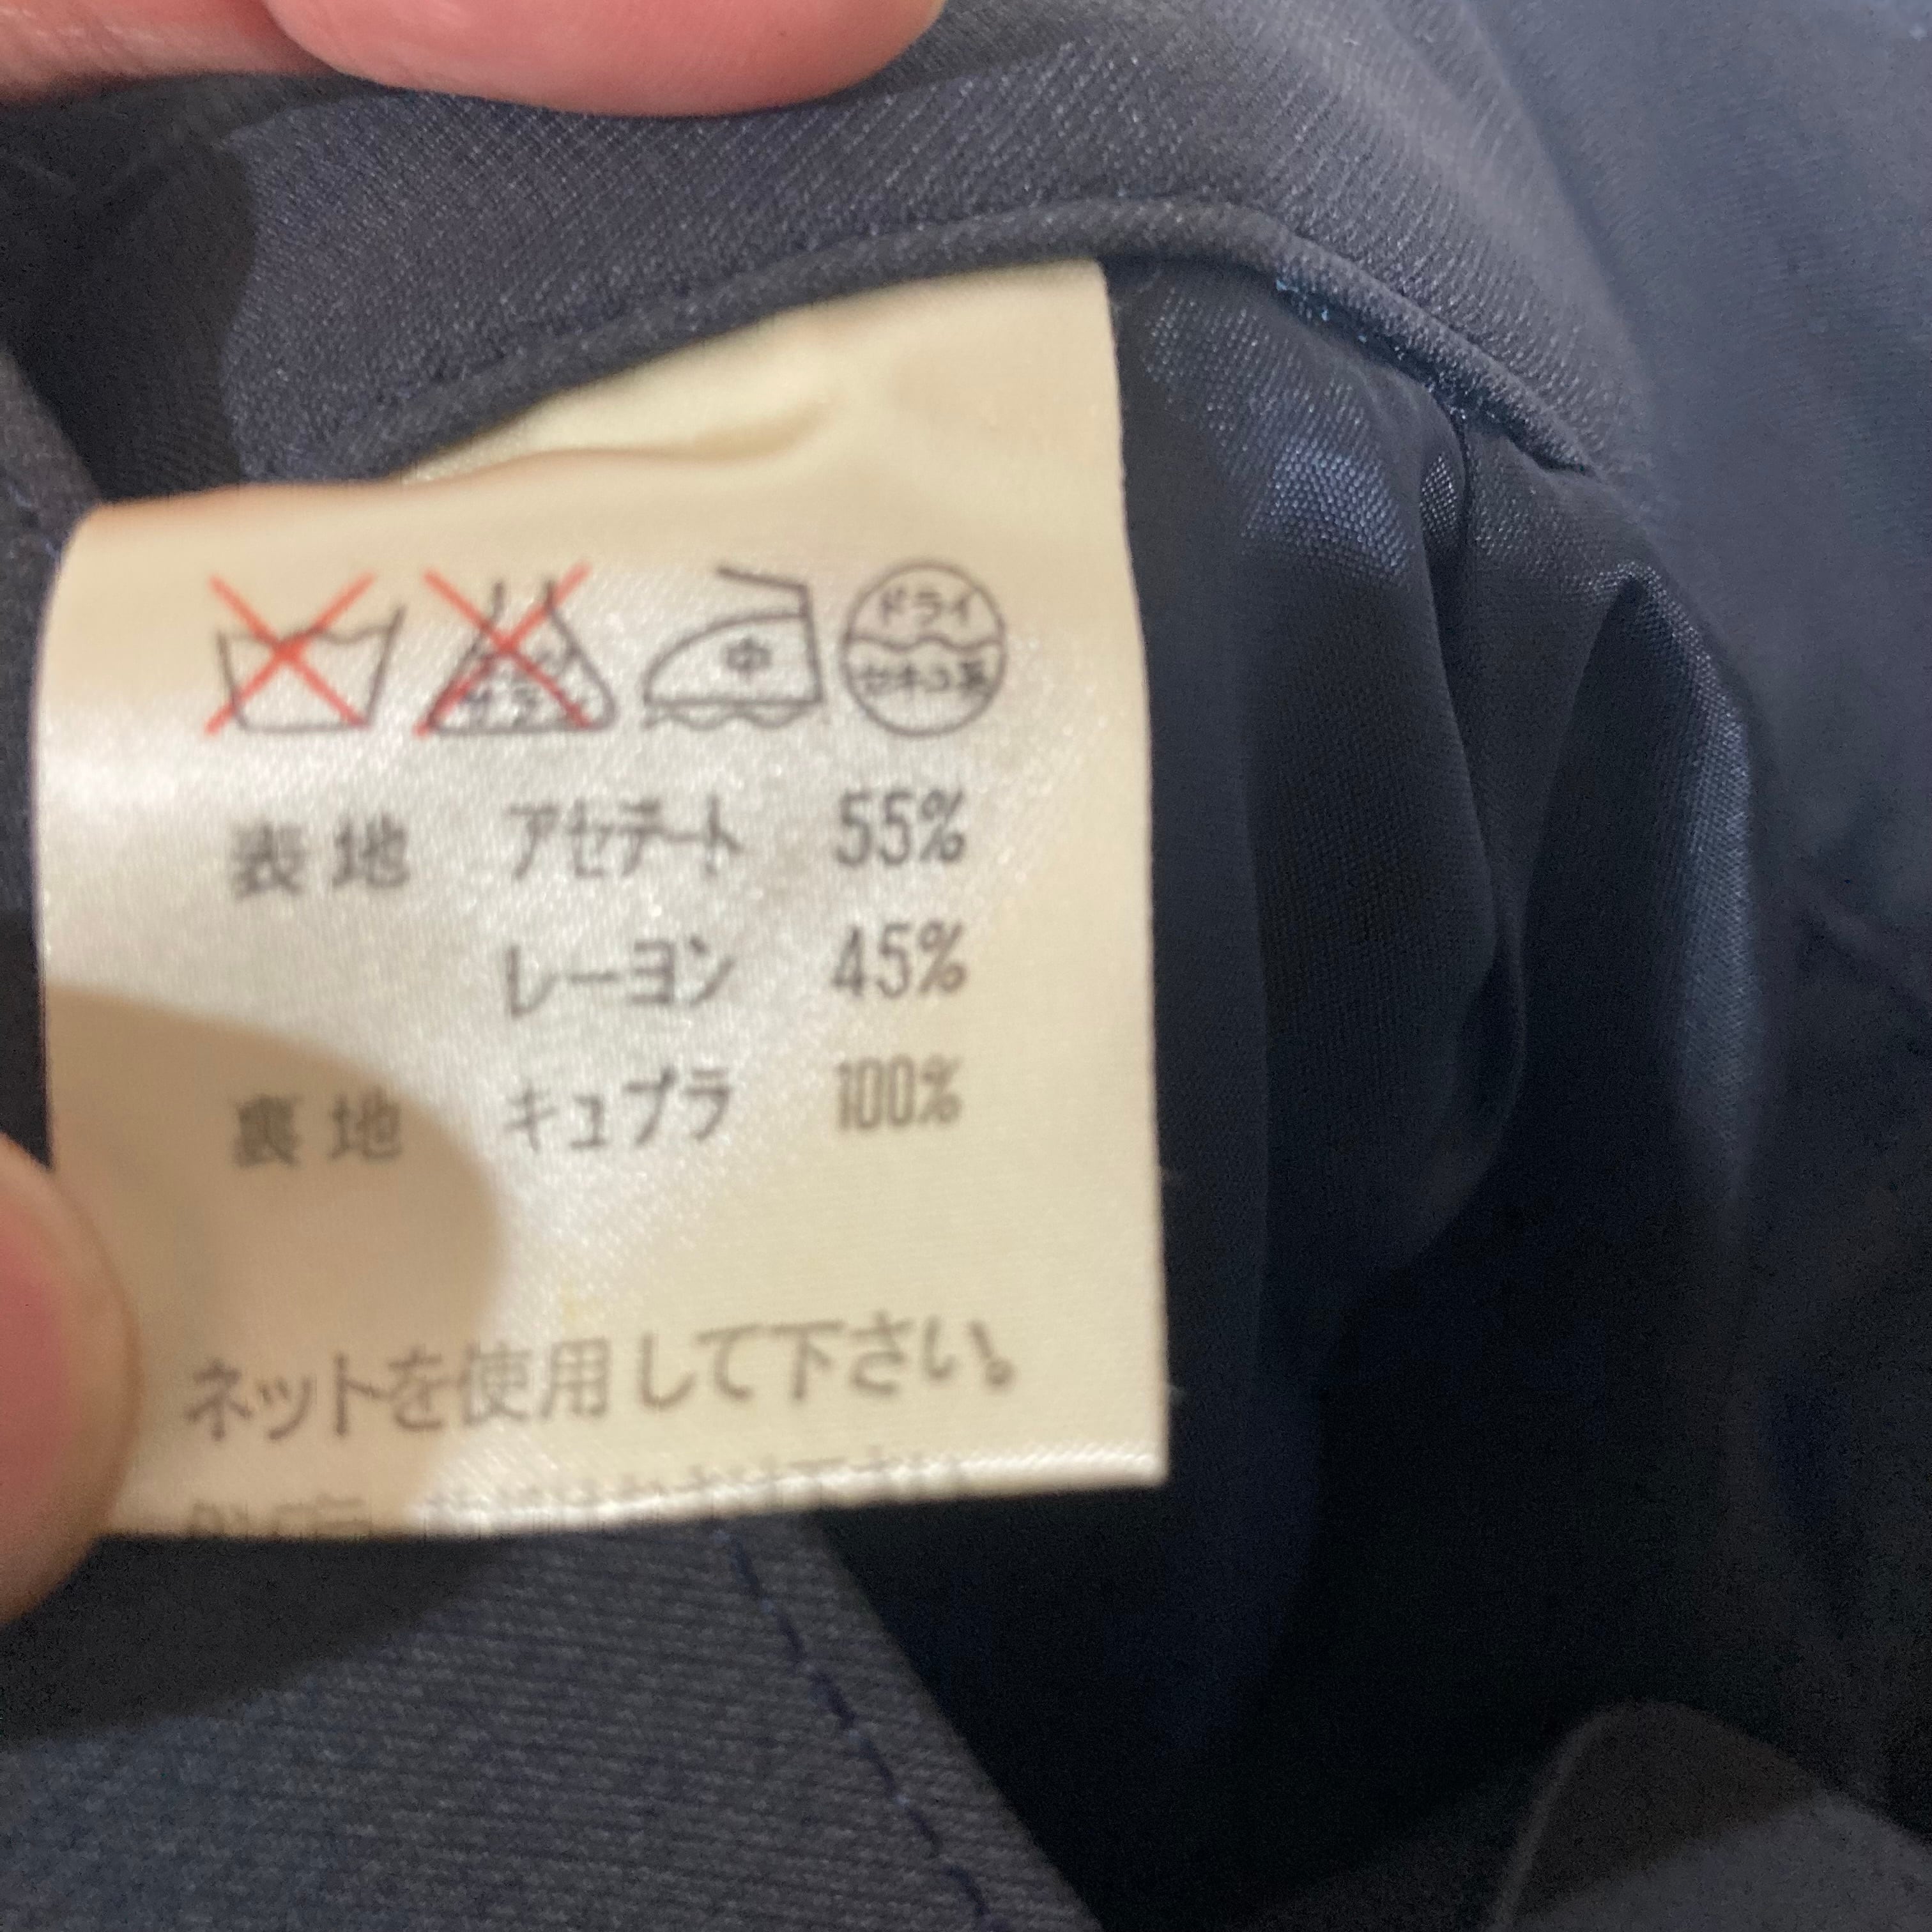 中 ドライ
セキユ系
表地 アセテート 55%
レーヨン 45%
裏地 キュプラ 100%
ネットを使用して下さい。